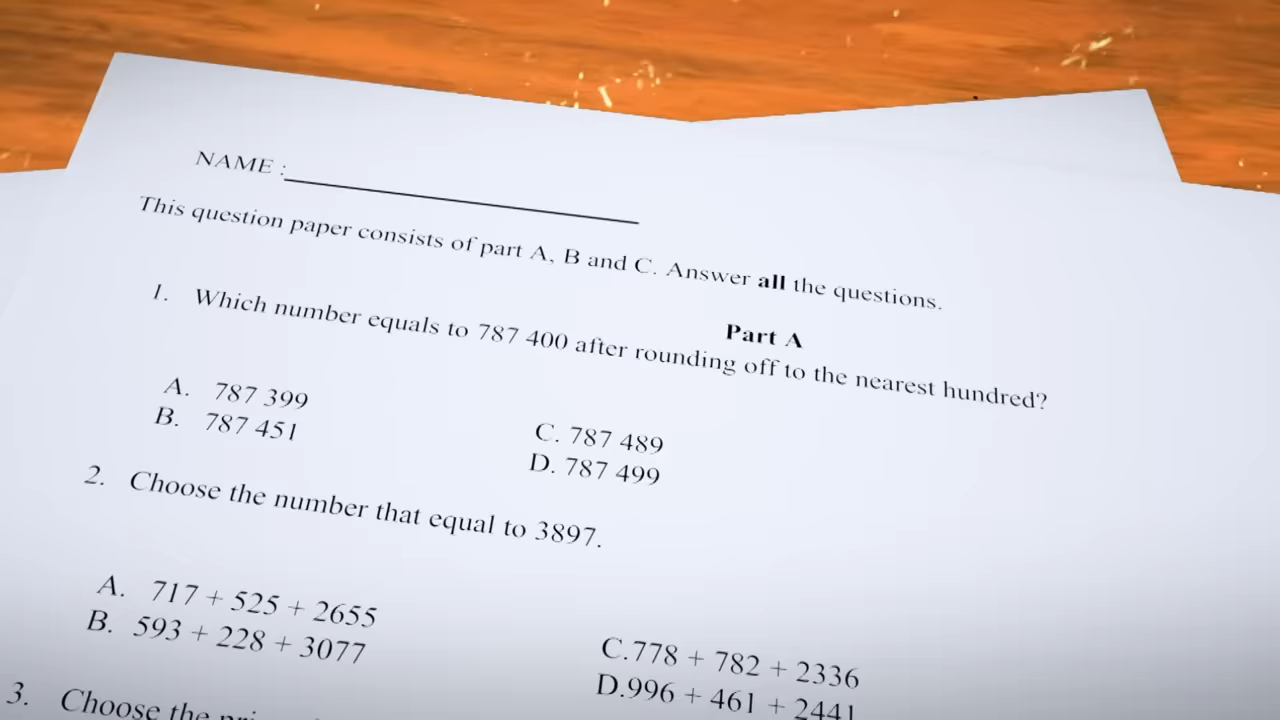 NAME :
This question paper consists of part A, B and C. Answer all the questions.
Part A
1. Which number equals to 787 400 after rounding off to the nearest hundred?
A. 787 399
B. 787 451
C. 787 489
D. 787 499
2. Choose the number that equal to 3897.
A. 717 + 525 + 2655
B. 593 + 228 + 3077
C.778 + 782 + 2336
D.996 + 461 + 2441
3. Choose the